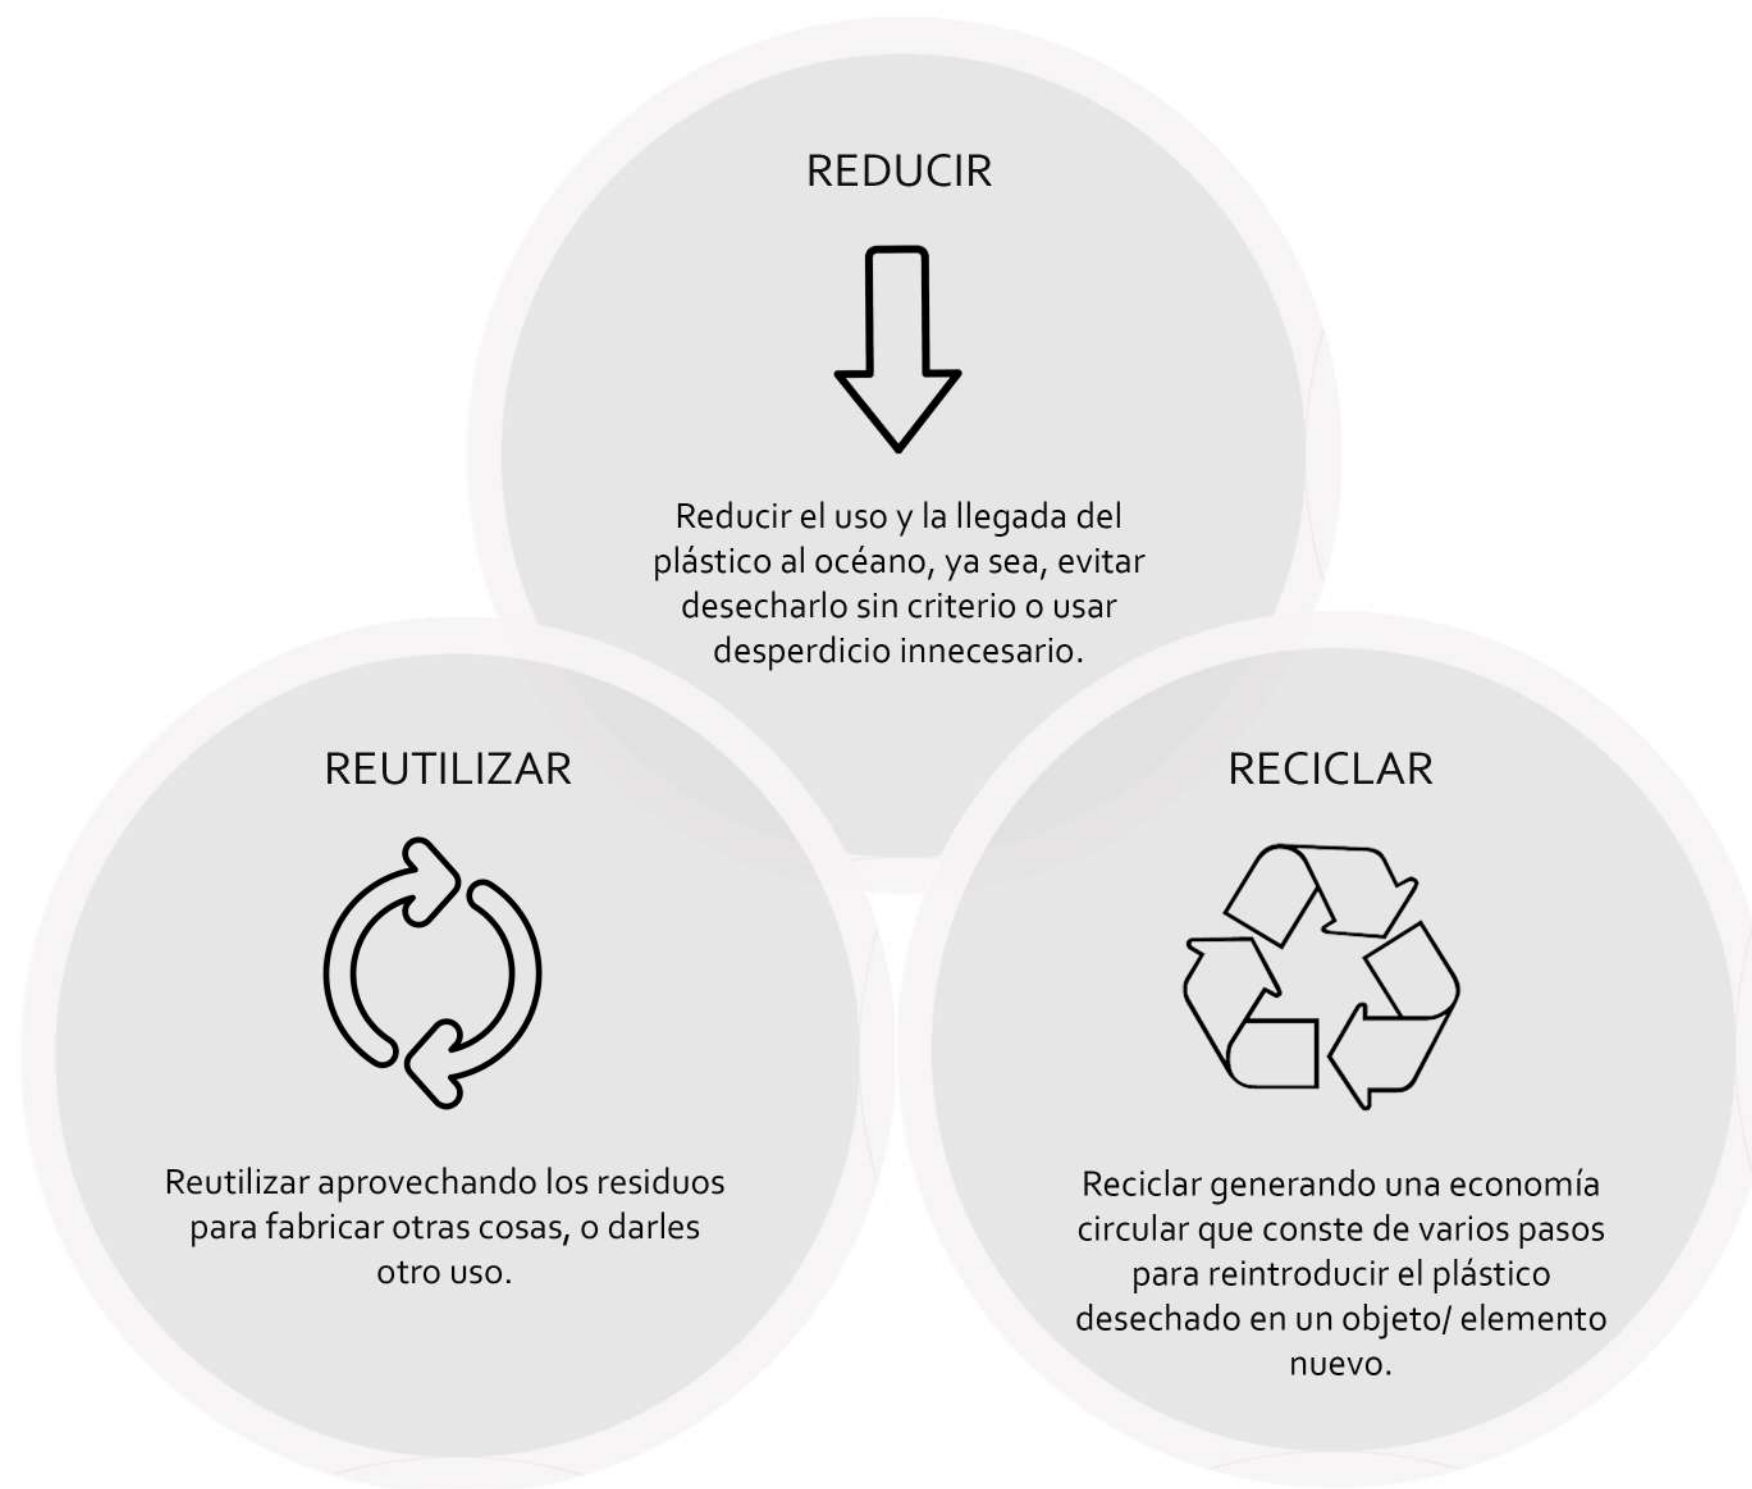 REDUCIR
Reducir el uso y la llegada del
plástico al océano, ya sea, evitar
desecharlo sin criterio o usar
desperdicio innecesario.
REUTILIZAR
Reutilizar aprovechando los residuos
para fabricar otras cosas, o darles
otro uso.
RECICLAR
Reciclar generando una economía
circular que conste de varios pasos
para reintroducir el plástico
desechado en un objeto/ elemento
nuevo.